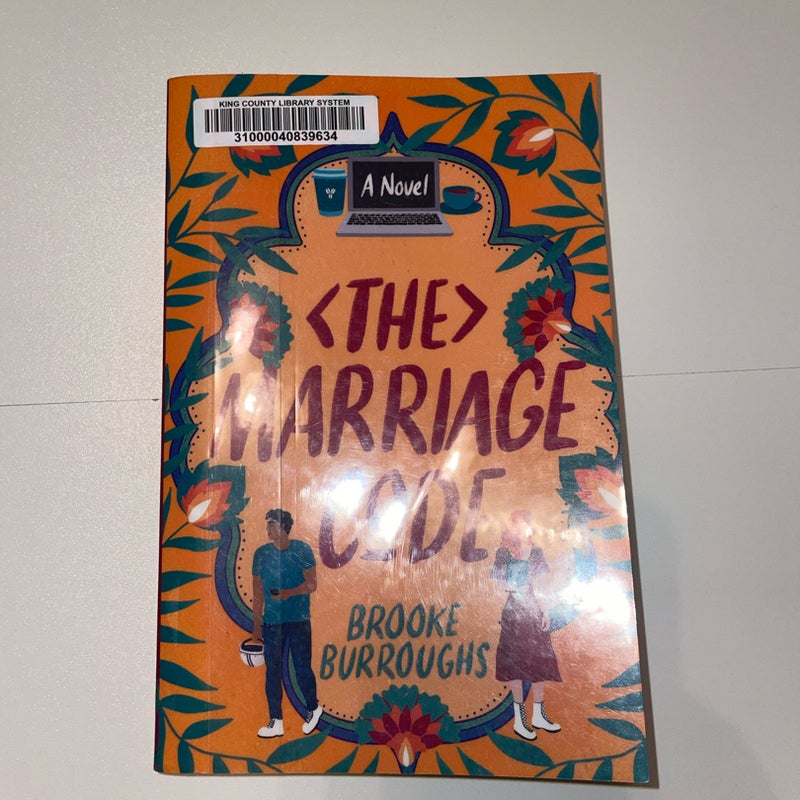 KING COUNTY LIBRARY SYSTEM
31000040839634
A Novel
<THE>
MARRIAGE
CODE
BROOKE
BURROUGHS